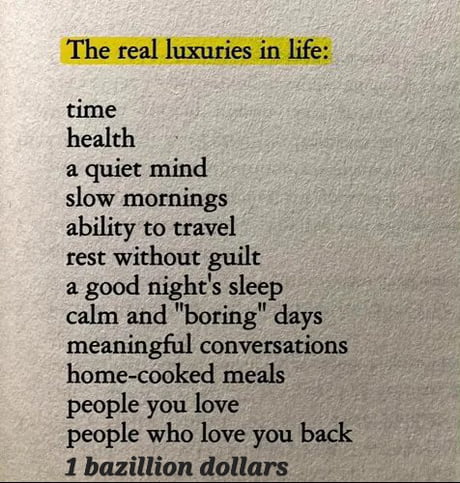 The real luxuries in life:
time
health
a quiet mind
slow mornings
ability to travel
rest without guilt
a good night's sleep
calm and "boring" days
meaningful conversations
home-cooked meals
people you love
people who love you back
1 bazillion dollars